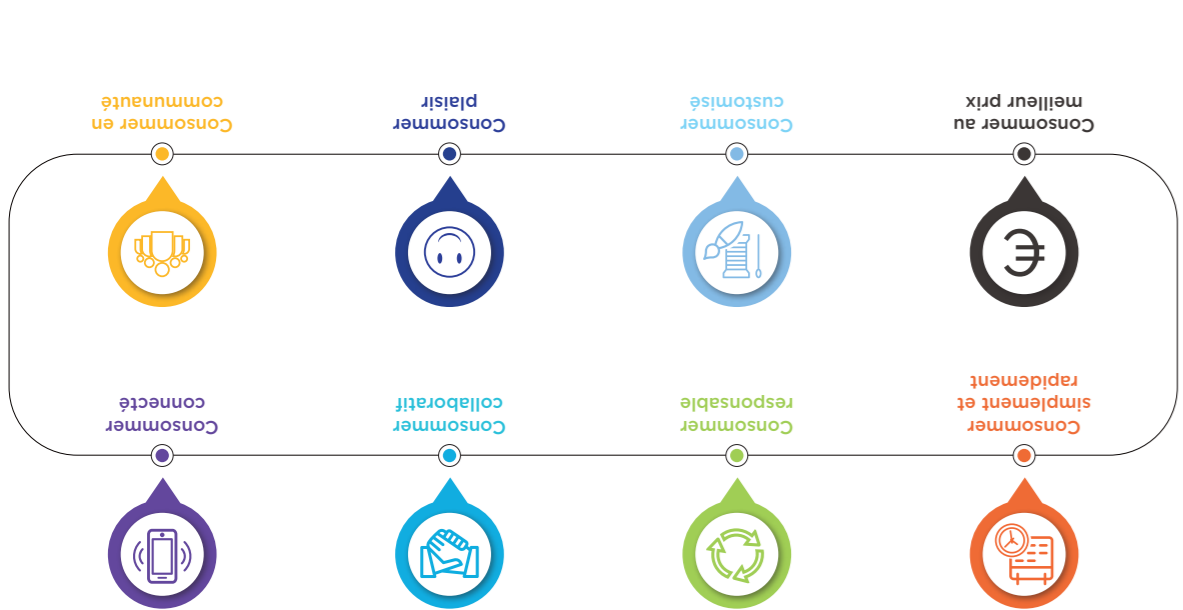 Consommer
simplement et
rapidement
Consommer
responsable
Consommer
collaboratif
Consommer
connecté
Consommer au
meilleur prix
Consommer
customisé
Consommer
plaisir
Consommer en
communauté